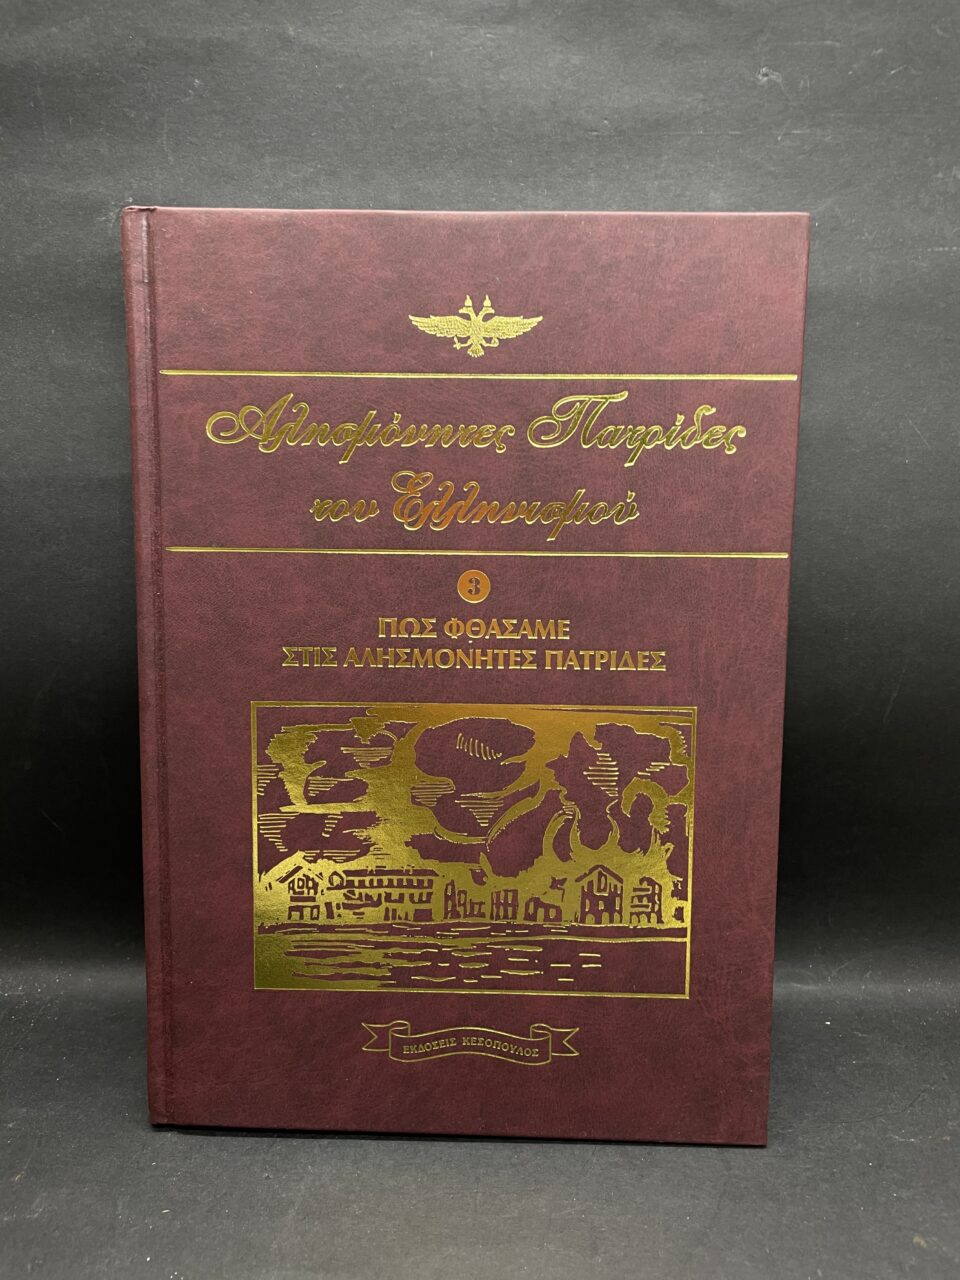 Αλησμόνητες Πατρίδες
του Ελληνισμού
3
ΠΩΣ ΦΘΑΣΑΜΕ
ΣΤΙΣ ΑΛΗΣΜΟΝΗΤΕΣ ΠΑΤΡΙΔΕΣ
ΕΚΔΟΣΕΙΣ ΚΕΣΟΠΟΥΛΟΣ